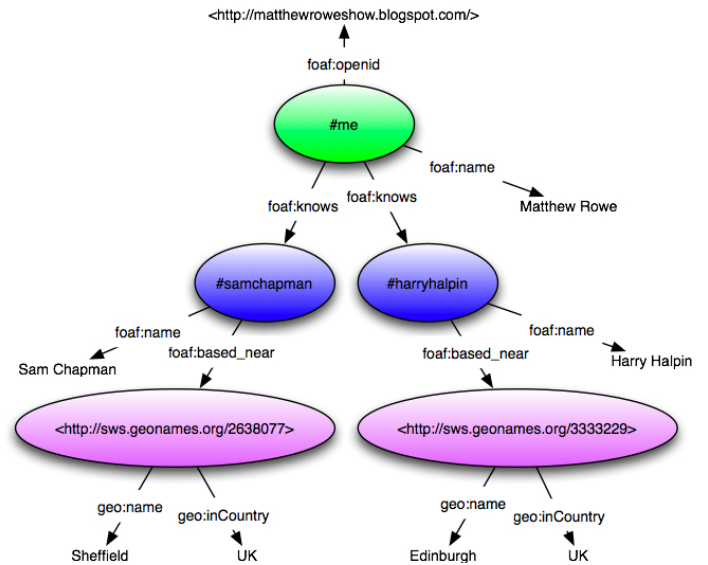 <http://matthewroweshow.blogspot.com/>
foaf:openid
#me
foaf:name
foaf:knows
foaf:knows
Matthew Rowe
#samchapman
#harryhalpin
foaf:name
foaf:name
foaf:based_near
foaf:based_near
Sam Chapman
Harry Halpin
<http://sws.geonames.org/2638077>
<http://sws.geonames.org/3333229>
geo:name
geo:inCountry
geo:name
geo:inCountry
Sheffield
UK
Edinburgh
UK